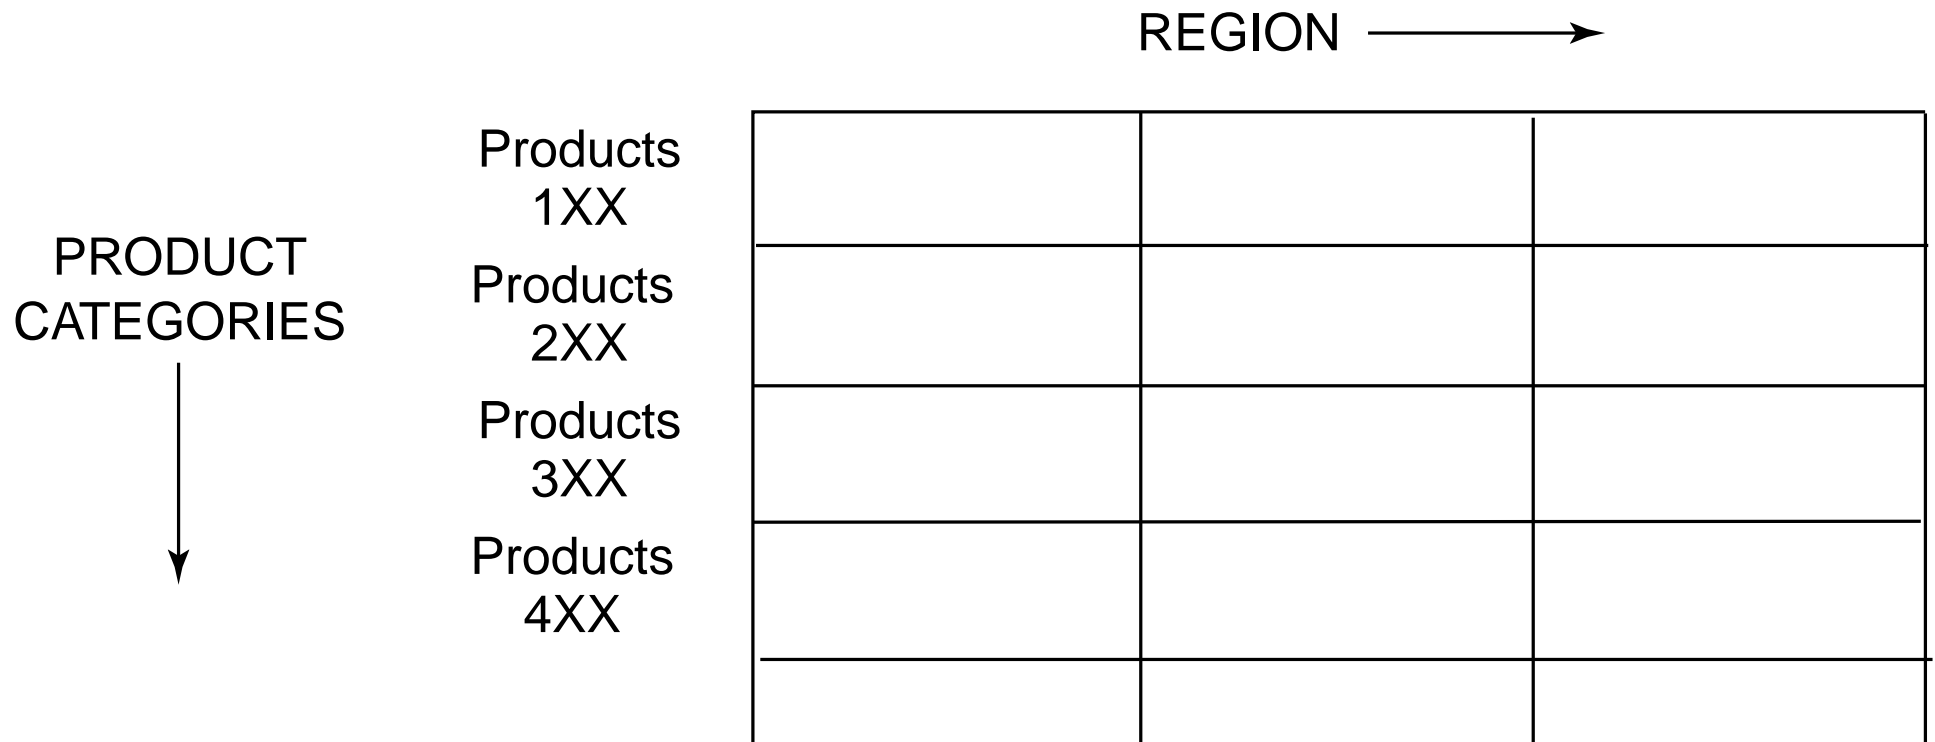 REGION
Products
1XX
PRODUCT
CATEGORIES
Products
2XX
Products
3XX
Products
4XX